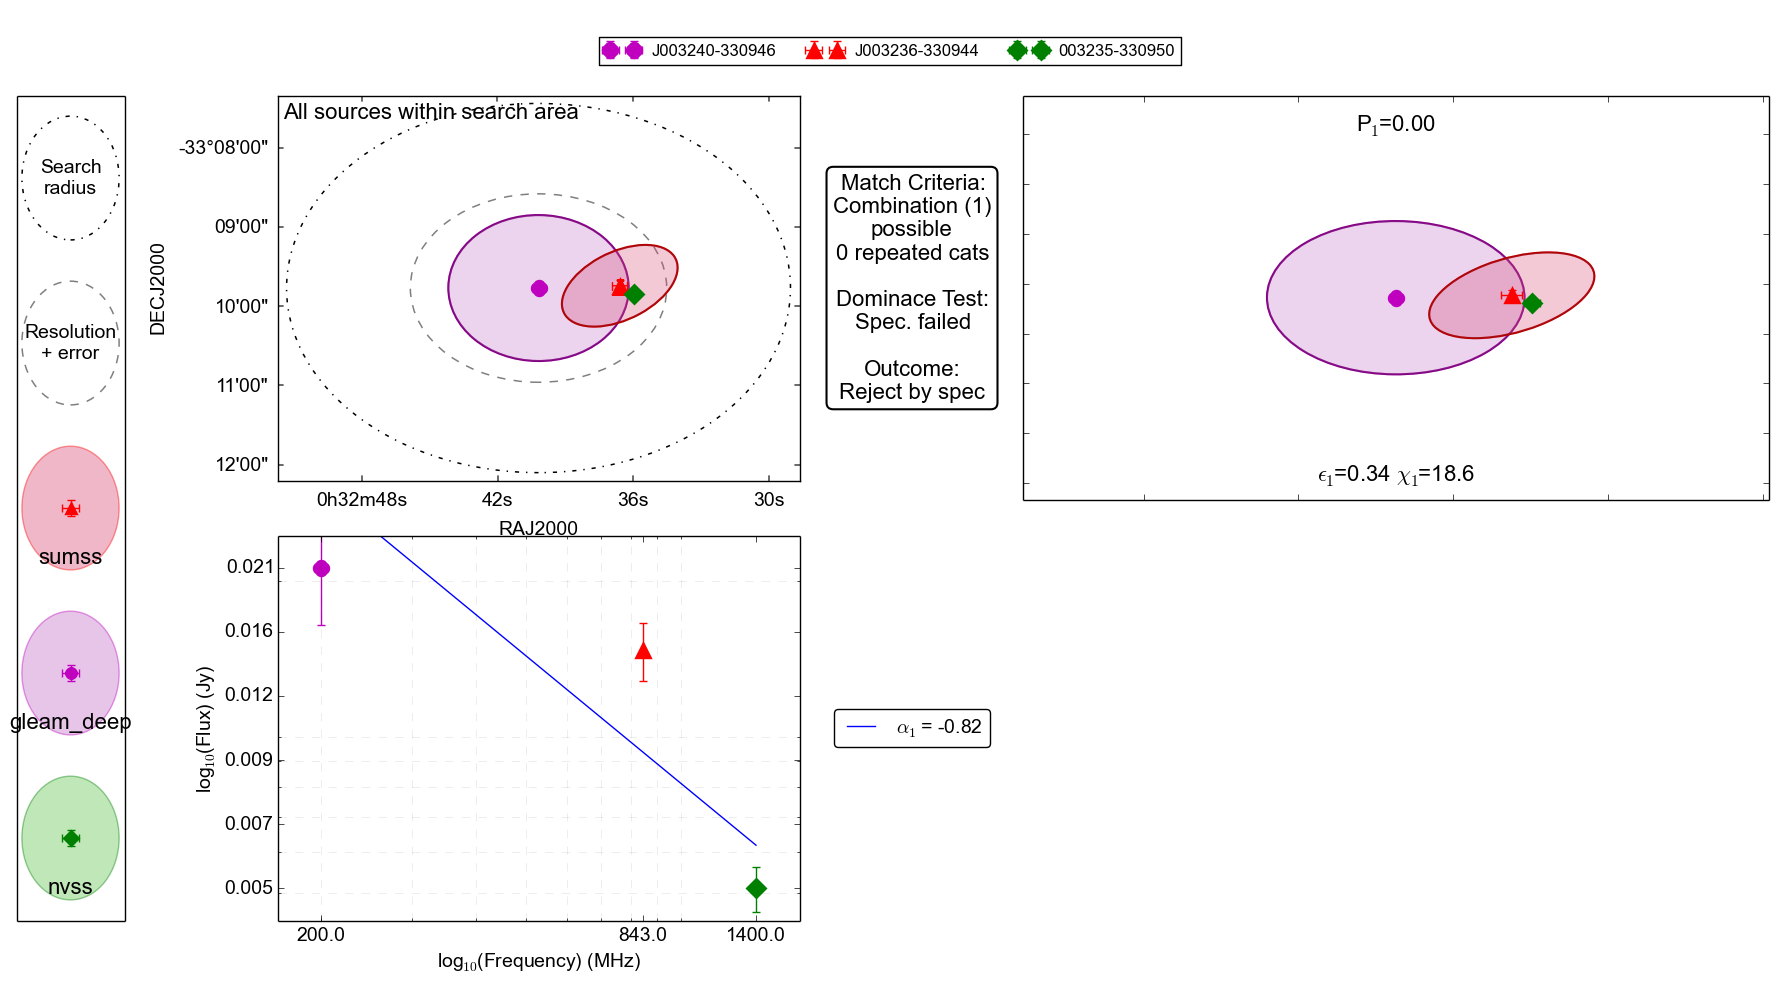 J003240-330946 J003236-330944 003235-330950
Search
radius
Resolution
+ error
sumss
gleam_deep
nvss
All sources within search area
DECJ2000
-33°08'00"
09'00"
10'00"
11'00"
12'00"
0h32m48s 42s 36s 30s
RAJ2000
Match Criteria:
Combination (1)
possible
0 repeated cats
Dominace Test:
Spec. failed
Outcome:
Reject by spec
P₁=0.00
ϵ₁=0.34 χ₁=18.6
log₁₀(Flux) (Jy)
0.021
0.016
0.012
0.009
0.007
0.005
200.0 843.0 1400.0
log₁₀(Frequency) (MHz)
α₁ = -0.82